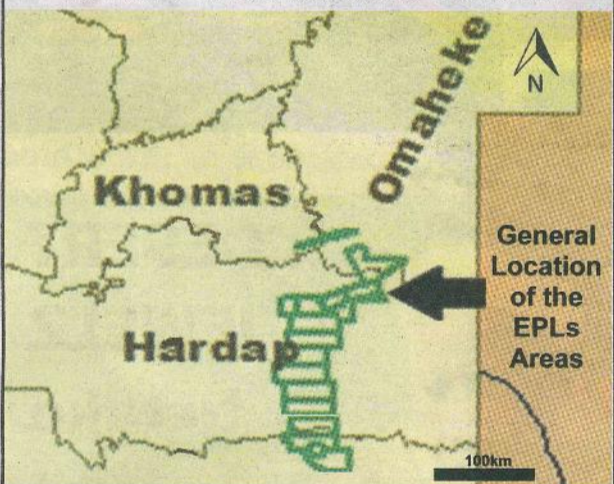 Omaheke
N
Khomas
General
Location
of the
EPLs
Areas
Hardap
100km